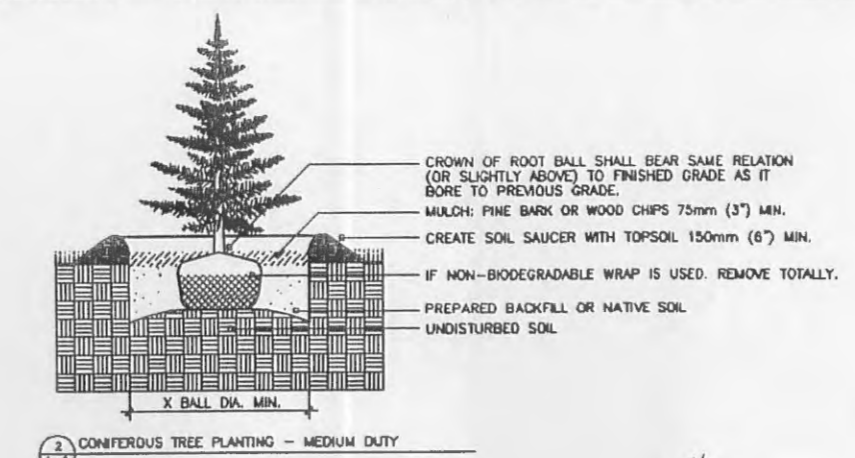 CROWN OF ROOT BALL SHALL BEAR SAME RELATION
(OR SLIGHTLY ABOVE) TO FINISHED GRADE AS IT
BORE TO PREVIOUS GRADE.
MULCH: PINE BARK OR WOOD CHIPS 75mm (3") MIN.
CREATE SOIL SAUCER WITH TOPSOIL 150mm (6") MIN.
IF NON-BIODEGRADABLE WRAP IS USED. REMOVE TOTALLY.
PREPARED BACKFILL OR NATIVE SOIL
UNDISTURBED SOIL
X BALL DIA. MIN.
2 CONIFEROUS TREE PLANTING - MEDIUM DUTY